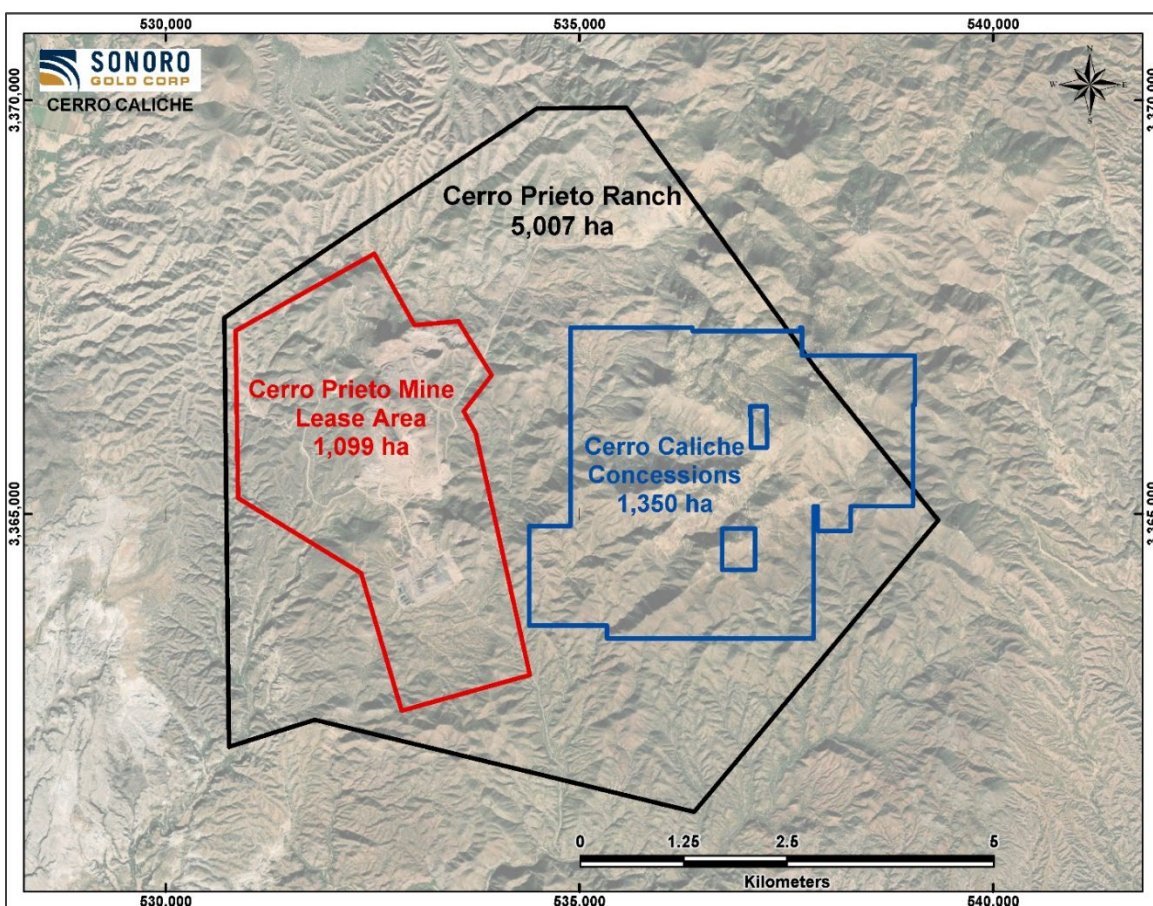 530,000
535,000
540,000
SONORO
GOLD CORP
CERRO CALICHE
N
W
E
S
3,370,000
3,370,000
Cerro Prieto Ranch
5,007 ha
Cerro Prieto Mine
Lease Area
1,099 ha
Cerro Caliche
Concessions
1,350 ha
3,365,000
3,365,000
0
1.25
2.5
5
Kilometers
530,000
535,000
540,000